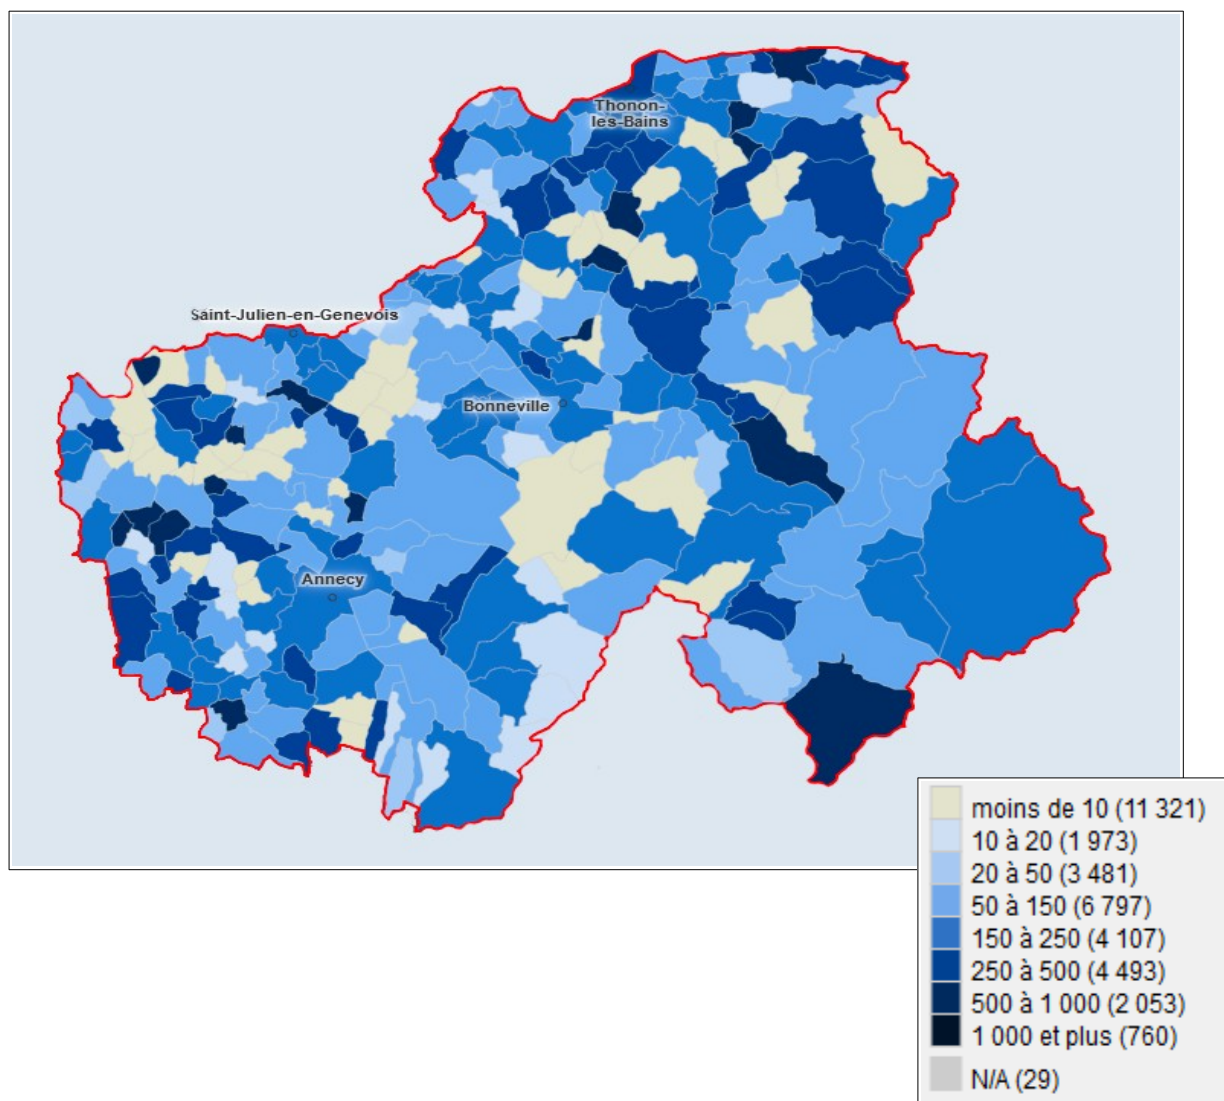 Thonon-
les-Bains
Saint-Julien-en-Genevois
Bonneville
Annecy
moins de 10 (11 321)
10 à 20 (1 973)
20 à 50 (3 481)
50 à 150 (6 797)
150 à 250 (4 107)
250 à 500 (4 493)
500 à 1 000 (2 053)
1 000 et plus (760)
N/A (29)